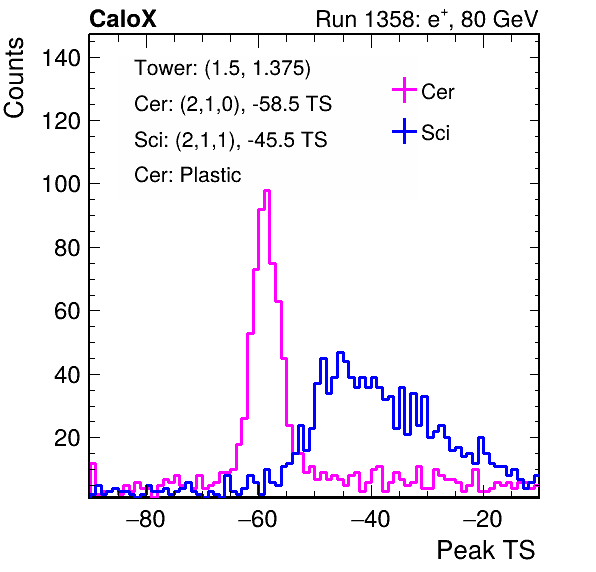 CaloX Run 1358: e⁺, 80 GeV
Counts
140
120
100
80
60
40
20
Tower: (1.5, 1.375)
Cer: (2,1,0), -58.5 TS
Sci: (2,1,1), -45.5 TS
Cer: Plastic
Cer
Sci
−80 −60 −40 −20
Peak TS